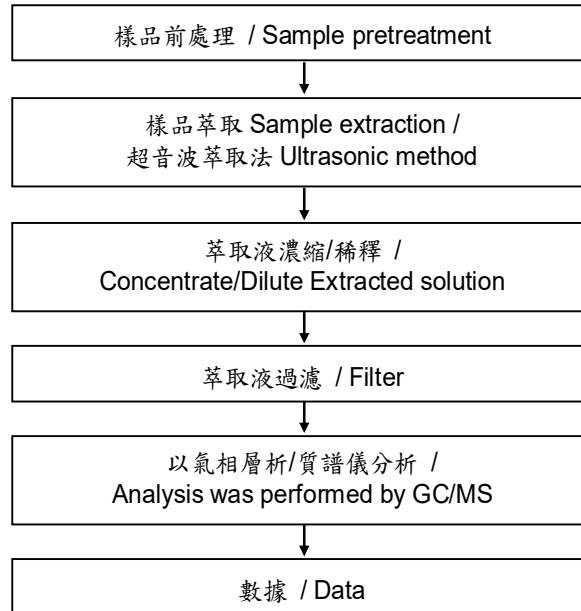 樣品前處理 / Sample pretreatment
樣品萃取 Sample extraction /
超音波萃取法 Ultrasonic method
萃取液濃縮/稀釋 /
Concentrate/Dilute Extracted solution
萃取液過濾 / Filter
以氣相層析/質譜儀分析 /
Analysis was performed by GC/MS
數據 / Data